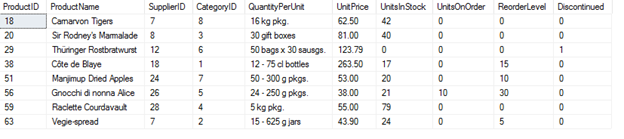 ProductID ProductName SupplierID CategoryID QuantityPerUnit UnitPrice UnitsInStock UnitsOnOrder ReorderLevel Discontinued
18 Carnarvon Tigers 7 8 16 kg pkg. 62.50 42 0 0 0
20 Sir Rodney's Marmalade 8 3 30 gift boxes 81.00 40 0 0 0
29 Thüringer Rostbratwurst 12 6 50 bags x 30 sausgs. 123.79 0 0 0 1
38 Côte de Blaye 18 1 12 - 75 cl bottles 263.50 17 0 15 0
51 Manjimup Dried Apples 24 7 50 - 300 g pkgs. 53.00 20 0 10 0
56 Gnocchi di nonna Alice 26 5 24 - 250 g pkgs. 38.00 21 10 30 0
59 Raclette Courdavault 28 4 5 kg pkg. 55.00 79 0 0 0
63 Vegie-spread 7 2 15 - 625 g jars 43.90 24 0 5 0